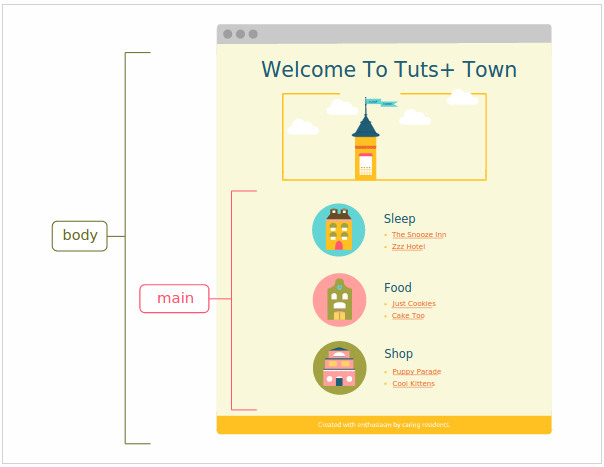 Welcome To Tuts+ Town
body
main
Sleep
The Snooze Inn
Zzz Hotel
Food
Just Cookies
Cake Too
Shop
Puppy Parade
Cool Kittens
Created with enthusiasm by caring residents.